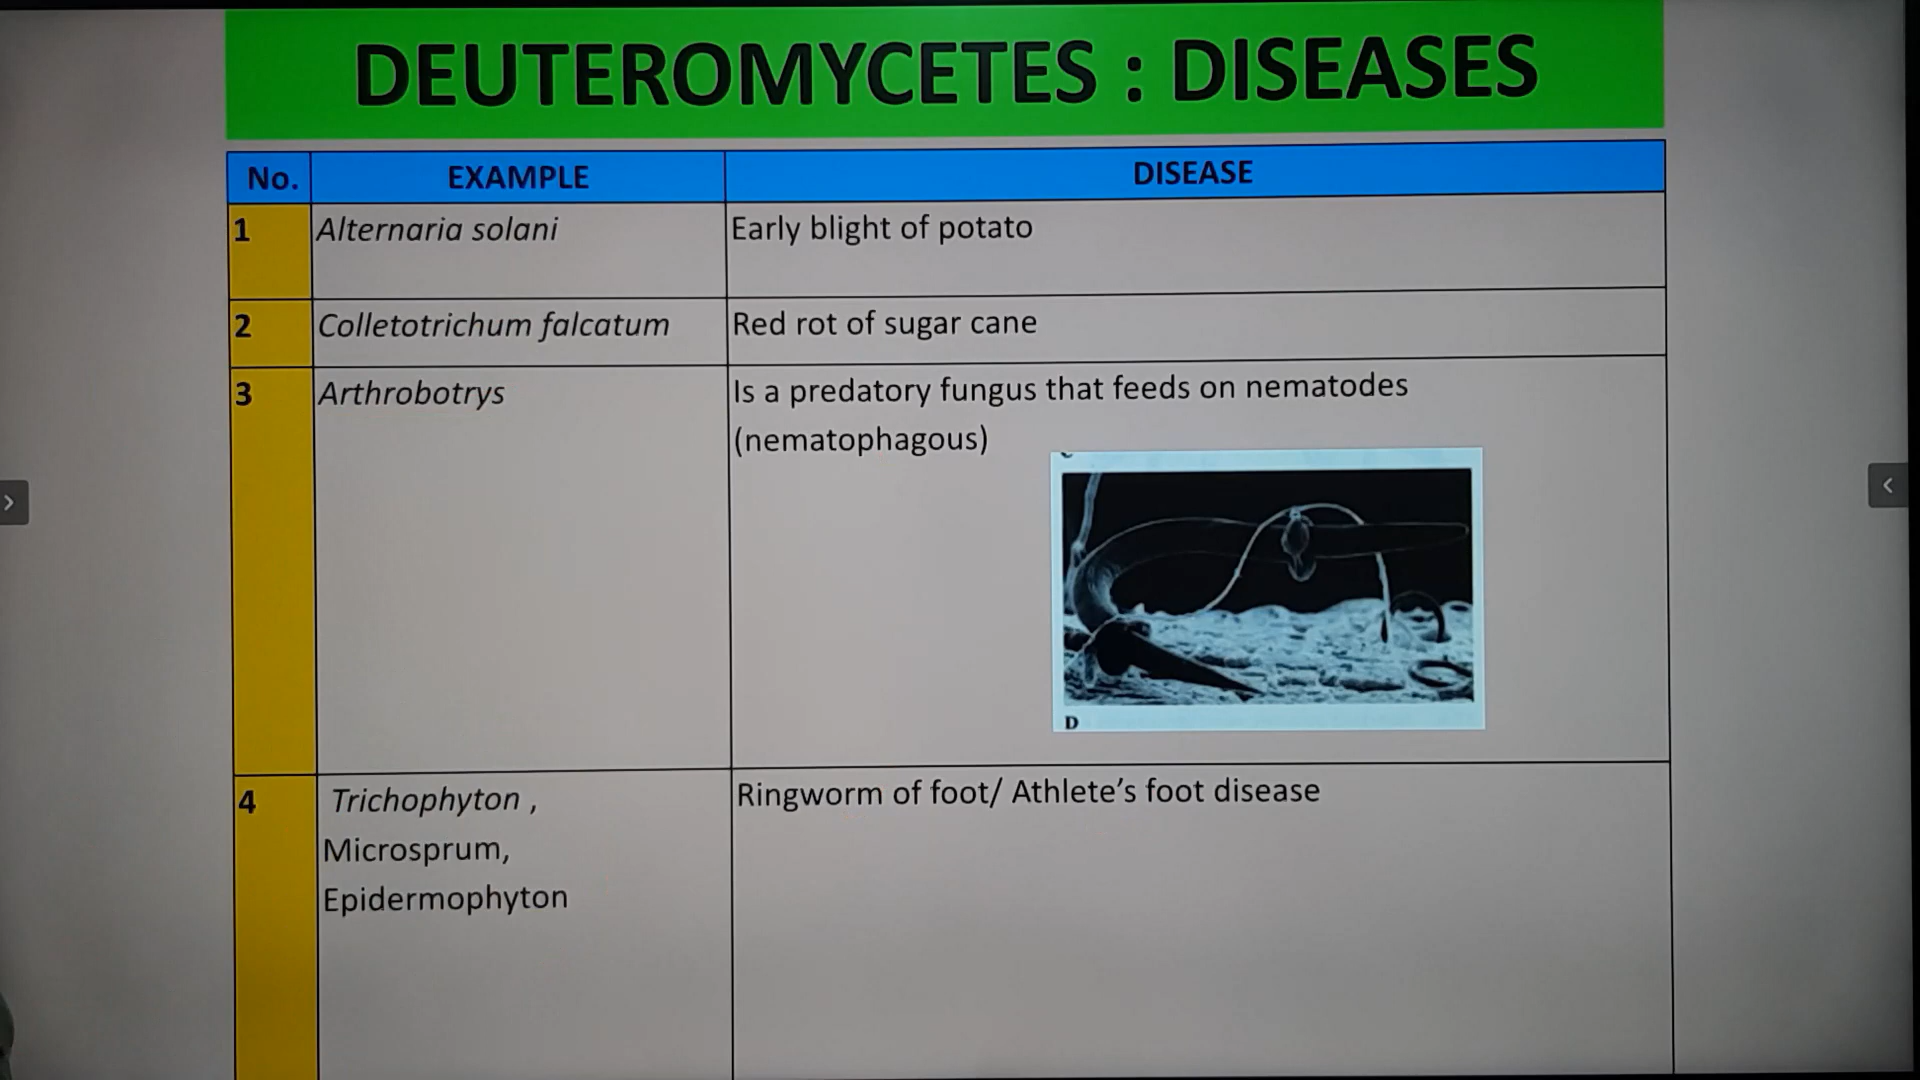 DEUTEROMYCETES : DISEASES
No. EXAMPLE DISEASE
1 Alternaria solani Early blight of potato
2 Colletotrichum falcatum Red rot of sugar cane
3 Arthrobotrys Is a predatory fungus that feeds on nematodes
(nematophagous)
D
4 Trichophyton , Ringworm of foot/ Athlete’s foot disease
Microsprum,
Epidermophyton